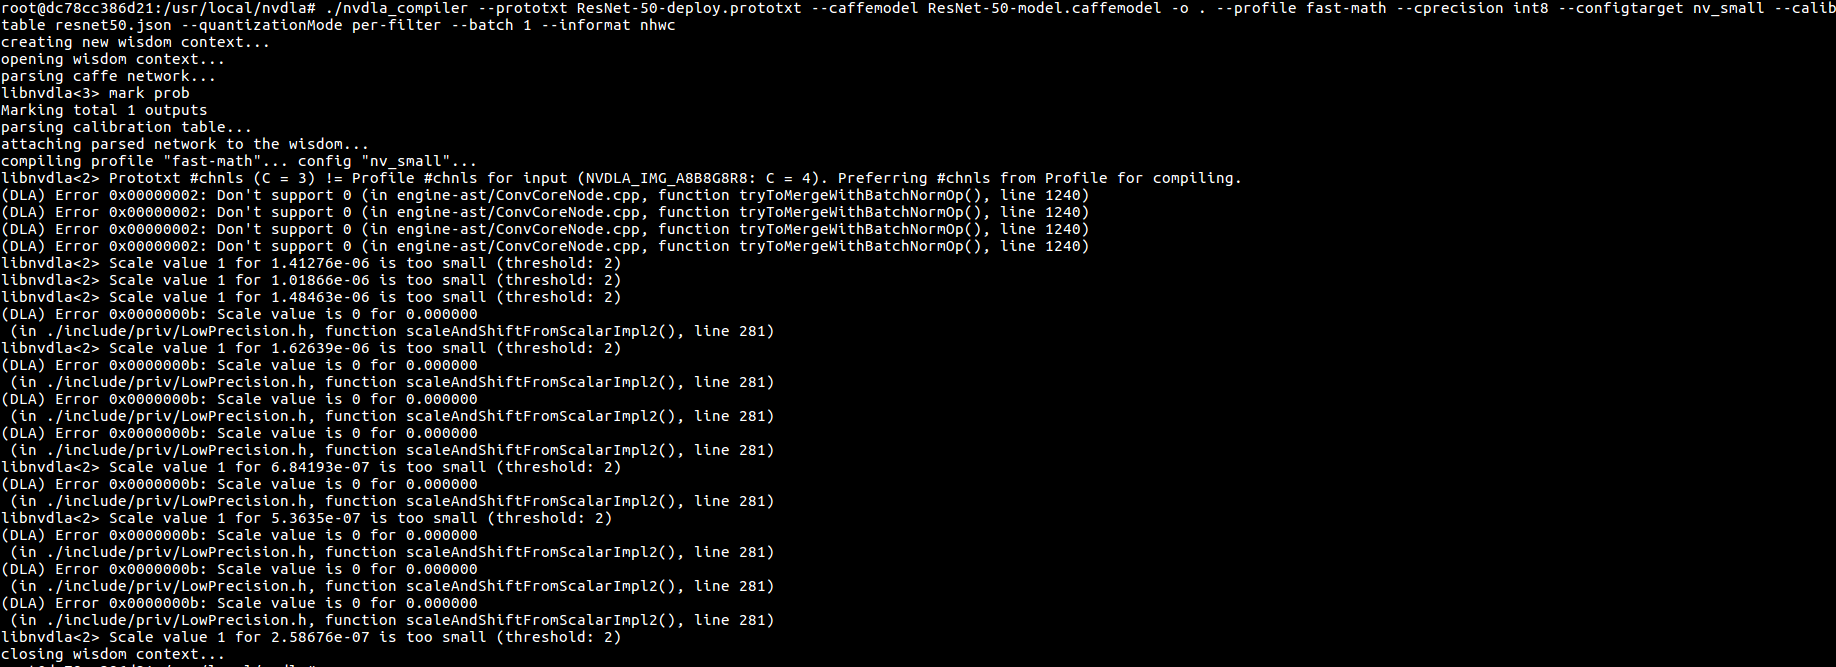 root@dc78cc386d21:/usr/local/nvdla# ./nvdla_compiler --prototxt ResNet-50-deploy.prototxt --caffemodel ResNet-50-model.caffemodel -o . --profile fast-math --cprecision int8 --configtarget nv_small --calib
table resnet50.json --quantizationMode per-filter --batch 1 --informat nhwc
creating new wisdom context...
opening wisdom context...
parsing caffe network...
libnvdla<3> mark prob
Marking total 1 outputs
parsing calibration table...
attaching parsed network to the wisdom...
compiling profile "fast-math"... config "nv_small"...
libnvdla<2> Prototxt #chnls (C = 3) != Profile #chnls for input (NVDLA_IMG_A8B8G8R8: C = 4). Preferring #chnls from Profile for compiling.
(DLA) Error 0x00000002: Don't support 0 (in engine-ast/ConvCoreNode.cpp, function tryToMergeWithBatchNormOp(), line 1240)
(DLA) Error 0x00000002: Don't support 0 (in engine-ast/ConvCoreNode.cpp, function tryToMergeWithBatchNormOp(), line 1240)
(DLA) Error 0x00000002: Don't support 0 (in engine-ast/ConvCoreNode.cpp, function tryToMergeWithBatchNormOp(), line 1240)
(DLA) Error 0x00000002: Don't support 0 (in engine-ast/ConvCoreNode.cpp, function tryToMergeWithBatchNormOp(), line 1240)
libnvdla<2> Scale value 1 for 1.41276e-06 is too small (threshold: 2)
libnvdla<2> Scale value 1 for 1.01866e-06 is too small (threshold: 2)
libnvdla<2> Scale value 1 for 1.48463e-06 is too small (threshold: 2)
(DLA) Error 0x0000000b: Scale value is 0 for 0.000000
(in ./include/priv/LowPrecision.h, function scaleAndShiftFromScalarImpl2(), line 281)
libnvdla<2> Scale value 1 for 1.62639e-06 is too small (threshold: 2)
(DLA) Error 0x0000000b: Scale value is 0 for 0.000000
(in ./include/priv/LowPrecision.h, function scaleAndShiftFromScalarImpl2(), line 281)
(DLA) Error 0x0000000b: Scale value is 0 for 0.000000
(in ./include/priv/LowPrecision.h, function scaleAndShiftFromScalarImpl2(), line 281)
(DLA) Error 0x0000000b: Scale value is 0 for 0.000000
(in ./include/priv/LowPrecision.h, function scaleAndShiftFromScalarImpl2(), line 281)
libnvdla<2> Scale value 1 for 6.84193e-07 is too small (threshold: 2)
(DLA) Error 0x0000000b: Scale value is 0 for 0.000000
(in ./include/priv/LowPrecision.h, function scaleAndShiftFromScalarImpl2(), line 281)
libnvdla<2> Scale value 1 for 5.3635e-07 is too small (threshold: 2)
(DLA) Error 0x0000000b: Scale value is 0 for 0.000000
(in ./include/priv/LowPrecision.h, function scaleAndShiftFromScalarImpl2(), line 281)
(DLA) Error 0x0000000b: Scale value is 0 for 0.000000
(in ./include/priv/LowPrecision.h, function scaleAndShiftFromScalarImpl2(), line 281)
(DLA) Error 0x0000000b: Scale value is 0 for 0.000000
(in ./include/priv/LowPrecision.h, function scaleAndShiftFromScalarImpl2(), line 281)
libnvdla<2> Scale value 1 for 2.58676e-07 is too small (threshold: 2)
closing wisdom context...